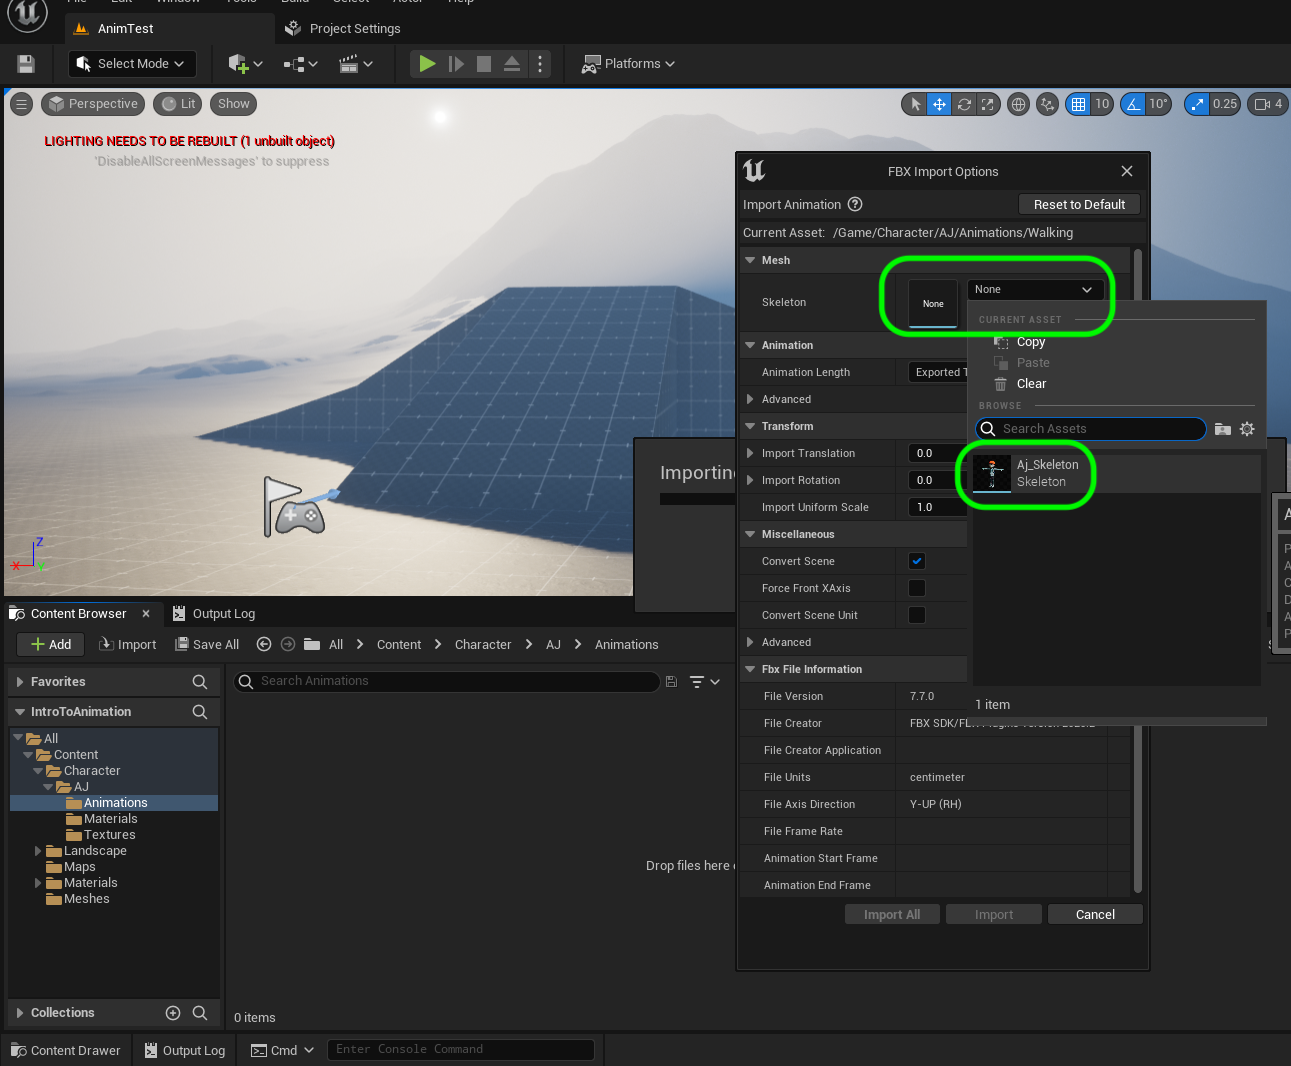 AnimTest
Project Settings
Select Mode
Platforms
Perspective
Lit
Show
10
10°
0.25
4
LIGHTING NEEDS TO BE REBUILT (1 unbuilt object)
'DisableAllScreenMessages' to suppress
FBX Import Options
Import Animation
Reset to Default
Current Asset: /Game/Character/AJ/Animations/Walking
Mesh
Skeleton
None
None
CURRENT ASSET
Copy
Paste
Clear
BROWSE
Search Assets
Aj_Skeleton
Skeleton
1 item
Animation
Animation Length
Exported T
Advanced
Transform
Import Translation
0.0
Import Rotation
0.0
Import Uniform Scale
1.0
Miscellaneous
Convert Scene
Force Front XAxis
Convert Scene Unit
Advanced
Fbx File Information
File Version
7.7.0
File Creator
File Creator Application
File Units
centimeter
File Axis Direction
Y-UP (RH)
File Frame Rate
Animation Start Frame
Animation End Frame
Import All
Import
Cancel
Importing
Z
X
Y
Content Browser
Output Log
Add
Import
Save All
All
Content
Character
AJ
Animations
Favorites
Search Animations
IntroToAnimation
All
Content
Character
AJ
Animations
Materials
Textures
Landscape
Maps
Materials
Meshes
Drop files here
Collections
0 items
Content Drawer
Output Log
Cmd
Enter Console Command